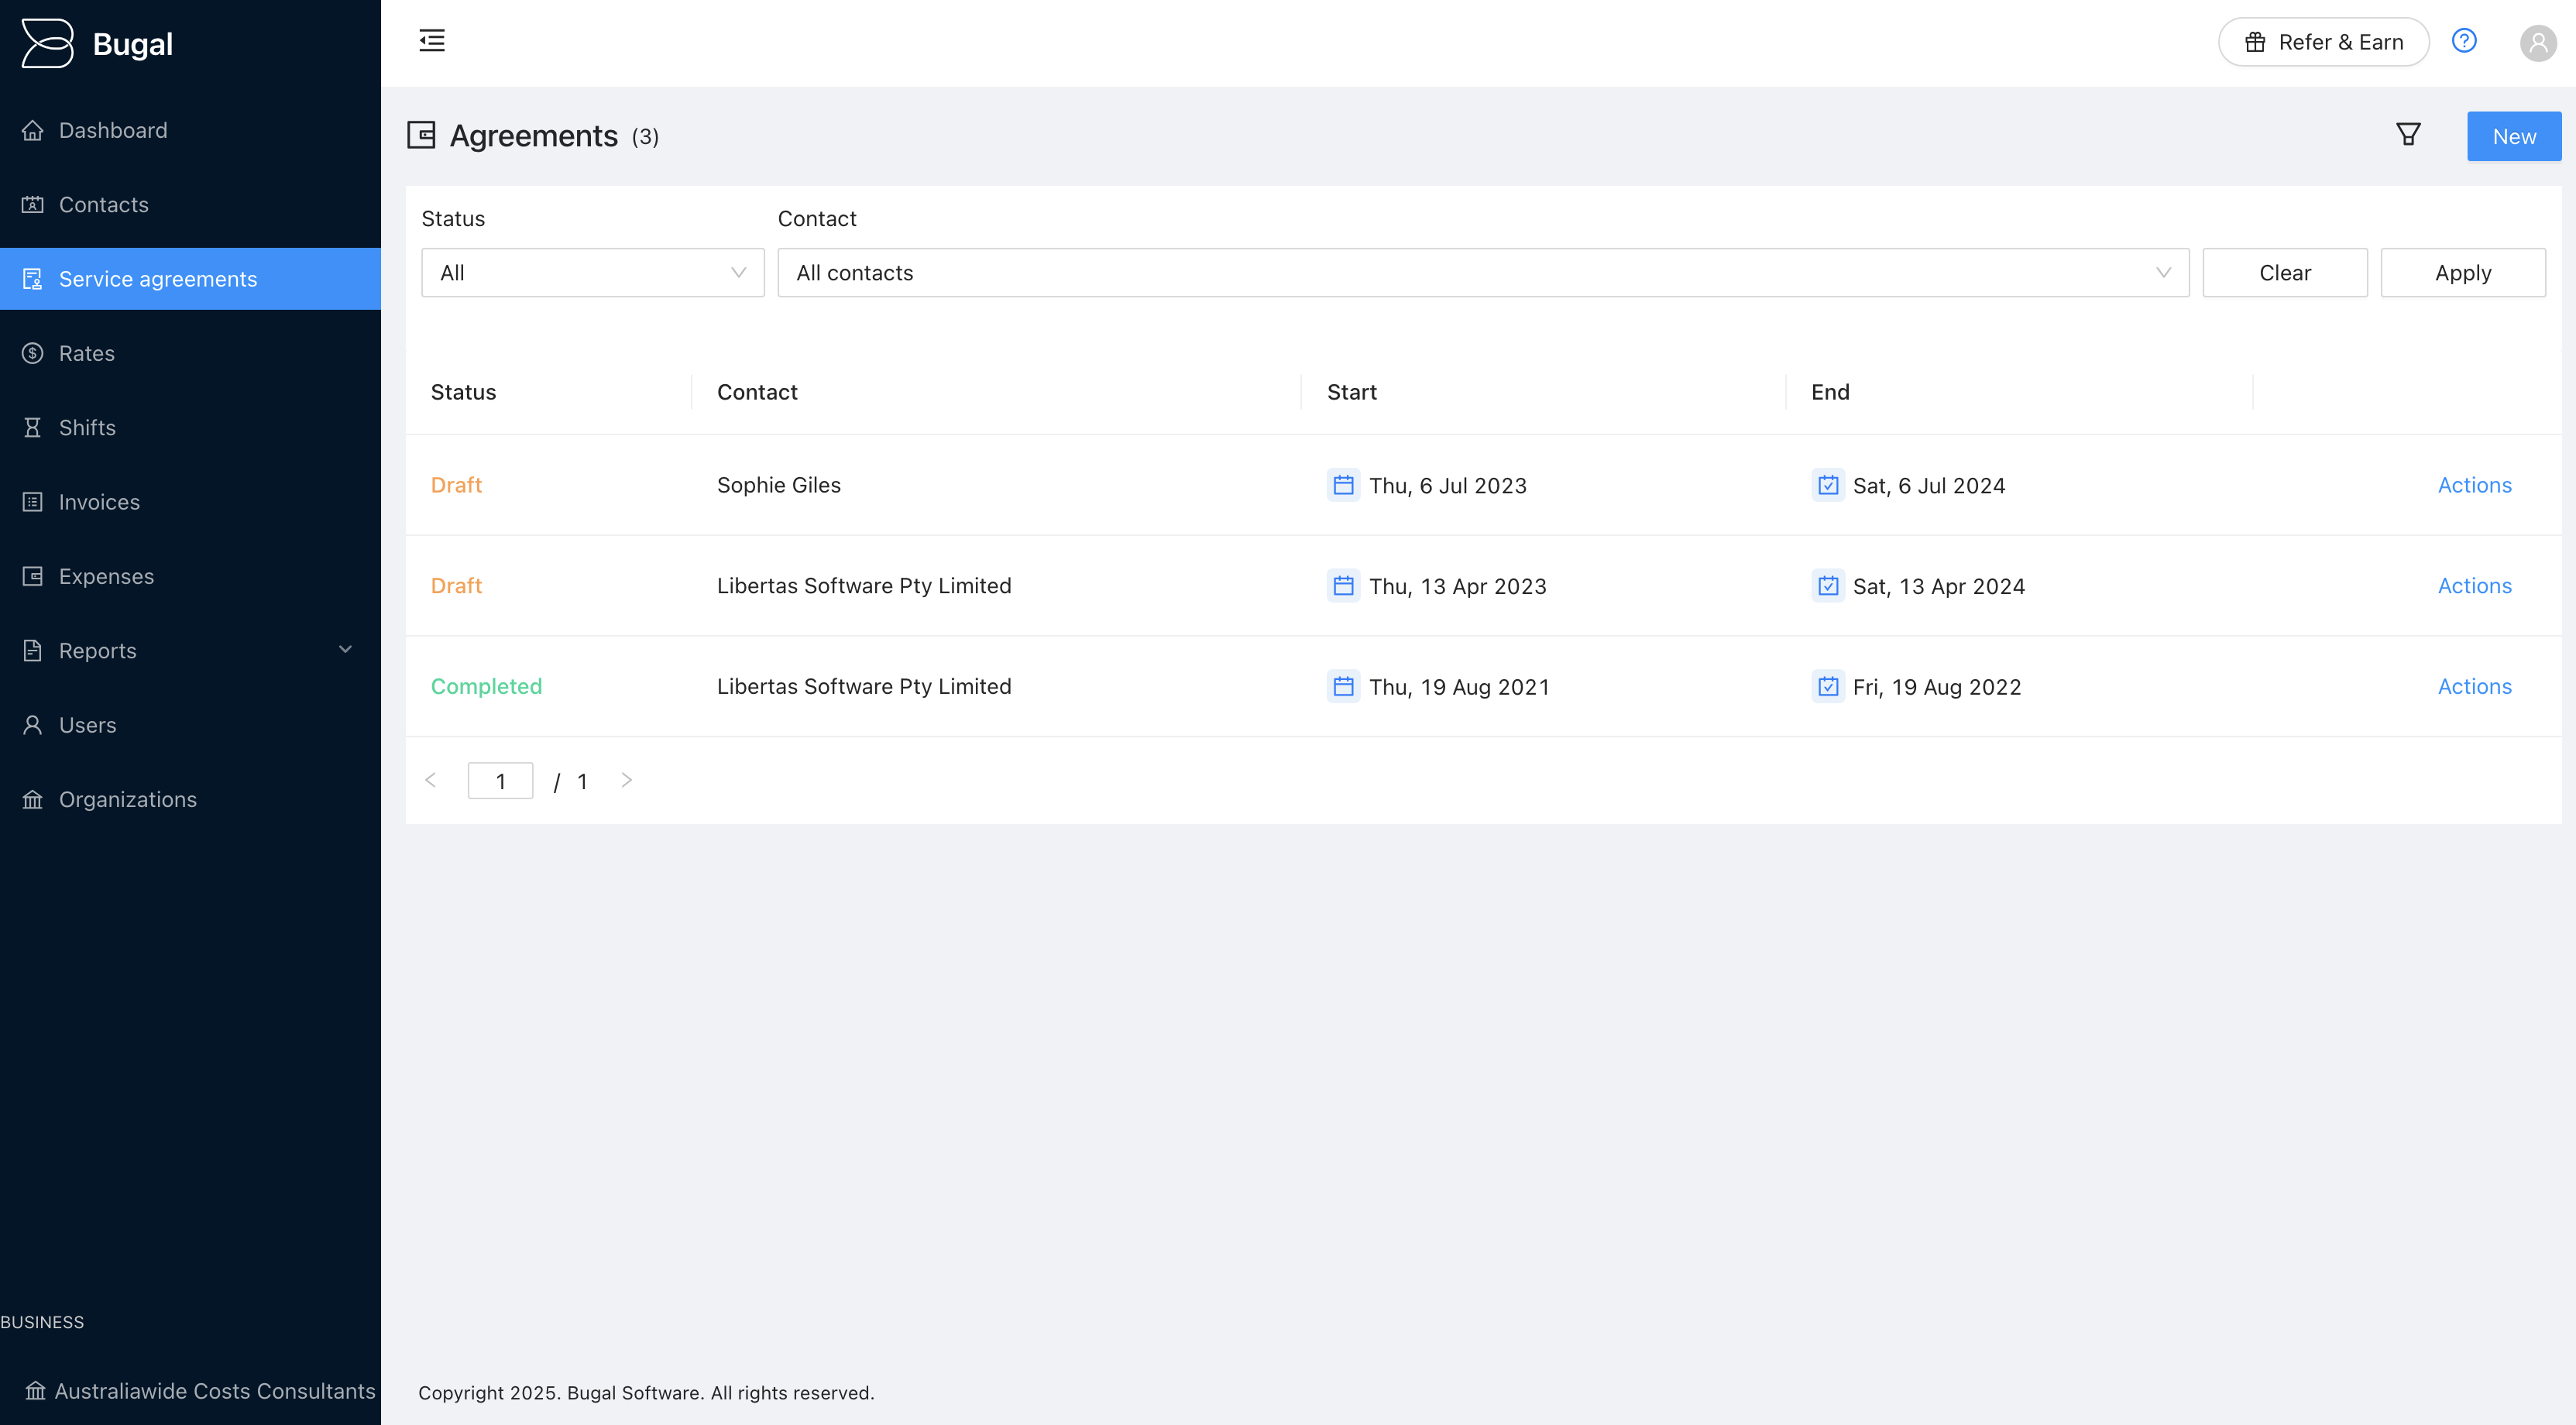 Bugal
Refer & Earn
Dashboard
Contacts
Service agreements
Rates
Shifts
Invoices
Expenses
Reports
Users
Organizations
BUSINESS
Australiawide Costs Consultants
Agreements (3)
New
Status Contact
All All contacts Clear Apply
Status Contact Start End
Draft Sophie Giles Thu, 6 Jul 2023 Sat, 6 Jul 2024 Actions
Draft Libertas Software Pty Limited Thu, 13 Apr 2023 Sat, 13 Apr 2024 Actions
Completed Libertas Software Pty Limited Thu, 19 Aug 2021 Fri, 19 Aug 2022 Actions
< 1 / 1 >
Copyright 2025. Bugal Software. All rights reserved.